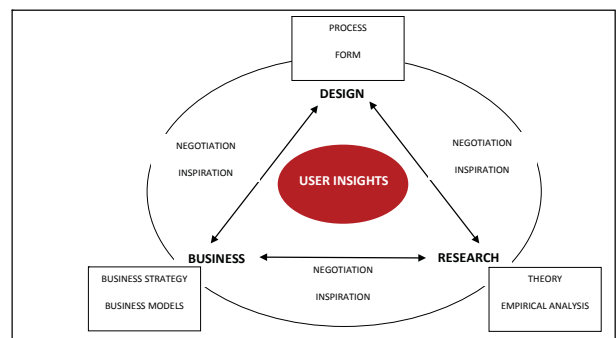 PROCESS
FORM
DESIGN
NEGOTIATION
INSPIRATION
NEGOTIATION
INSPIRATION
USER INSIGHTS
BUSINESS
RESEARCH
NEGOTIATION
INSPIRATION
BUSINESS STRATEGY
BUSINESS MODELS
THEORY
EMPIRICAL ANALYSIS